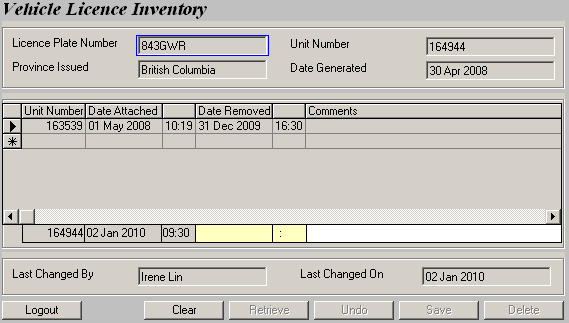 Vehicle Licence Inventory
Licence Plate Number 843GWR Unit Number 164944
Province Issued British Columbia Date Generated 30 Apr 2008
Unit Number Date Attached Date Removed Comments
163539 01 May 2008 10:19 31 Dec 2009 16:30
164944 02 Jan 2010 09:30 :
Last Changed By Irene Lin Last Changed On 02 Jan 2010
Logout Clear Retrieve Undo Save Delete